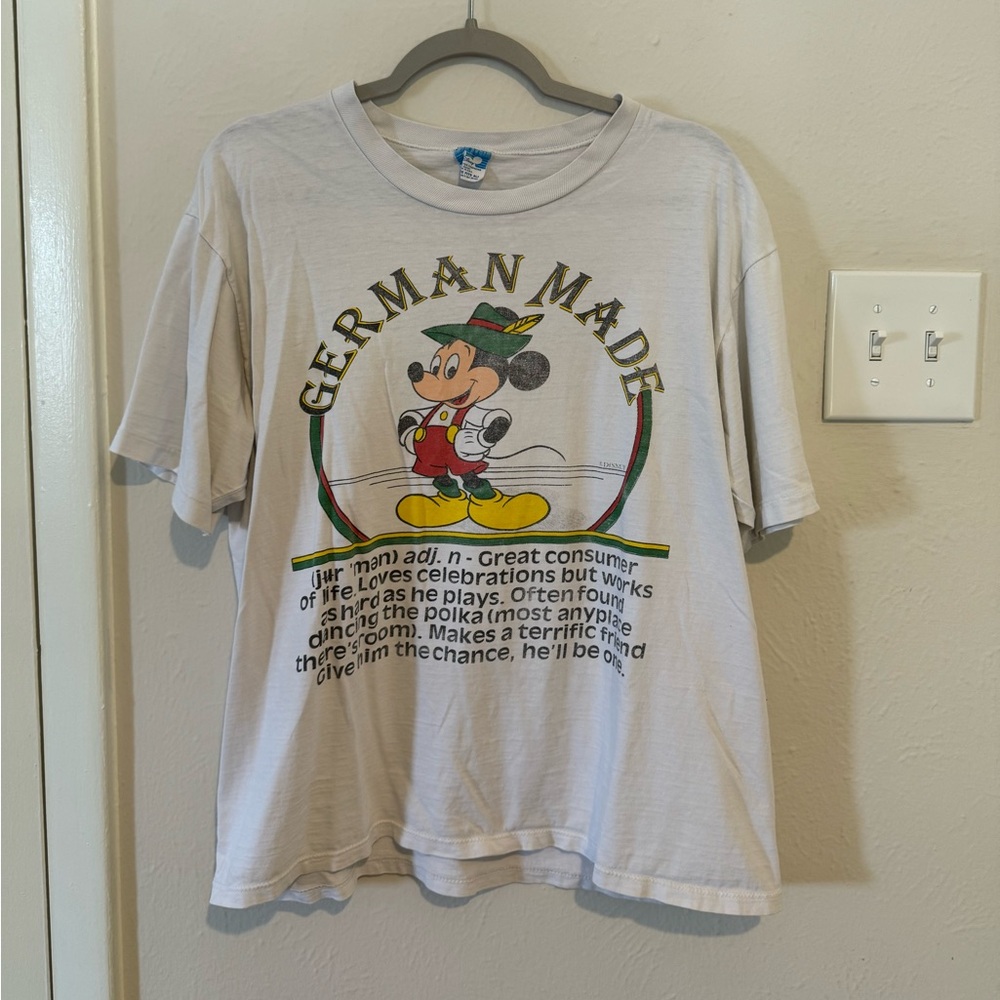 GERMAN MADE
©DISNEY
(jur 'man) adj. n - Great consumer
of life. Loves celebrations but works
as hard as he plays. Often found
dancing the polka (most anyplace
there's room). Makes a terrific friend
Give him the chance, he'll be one.